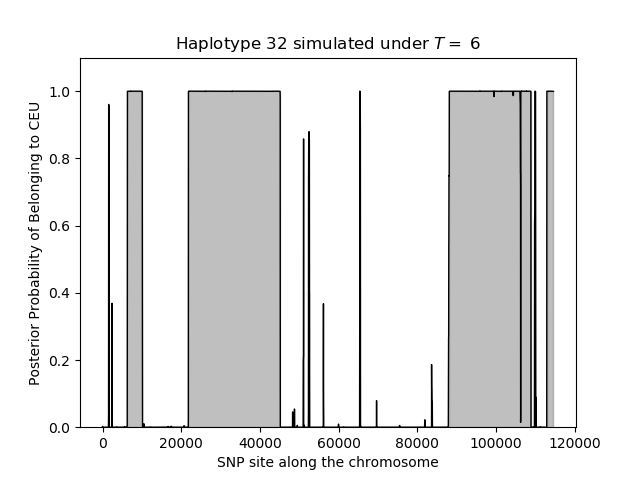 Haplotype 32 simulated under T = 6
Posterior Probability of Belonging to CEU
1.0
0.8
0.6
0.4
0.2
0.0
0 20000 40000 60000 80000 100000 120000
SNP site along the chromosome